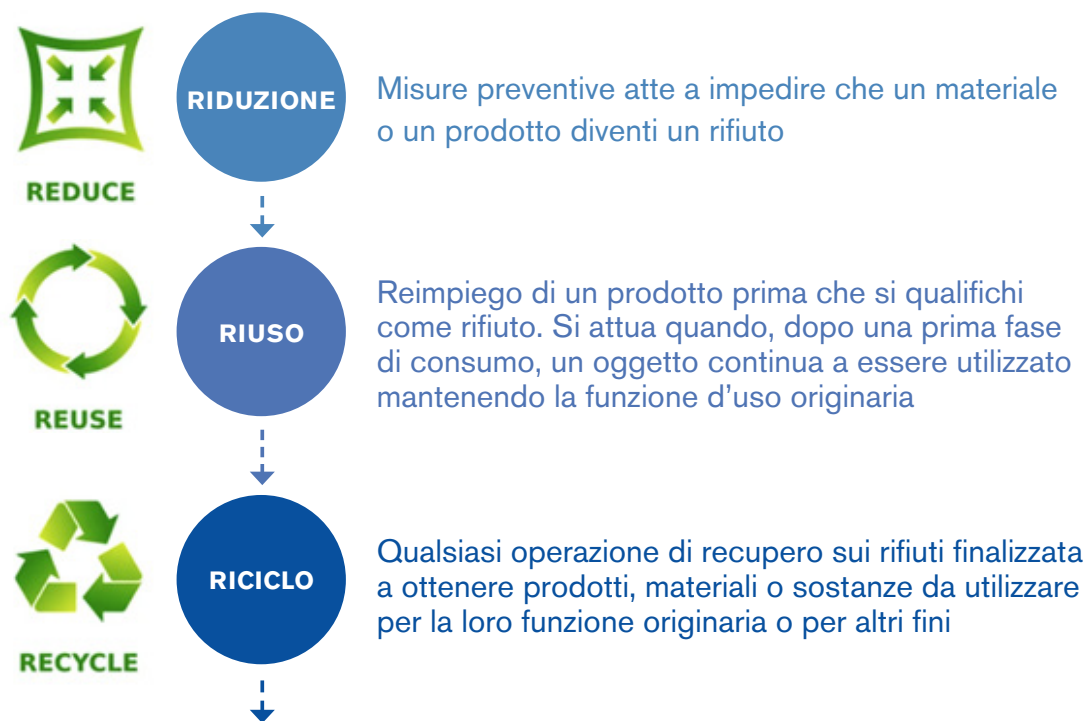 REDUCE
RIDUZIONE
Misure preventive atte a impedire che un materiale
o un prodotto diventi un rifiuto
REUSE
RIUSO
Reimpiego di un prodotto prima che si qualifichi
come rifiuto. Si attua quando, dopo una prima fase
di consumo, un oggetto continua a essere utilizzato
mantenendo la funzione d’uso originaria
RECYCLE
RICICLO
Qualsiasi operazione di recupero sui rifiuti finalizzata
a ottenere prodotti, materiali o sostanze da utilizzare
per la loro funzione originaria o per altri fini